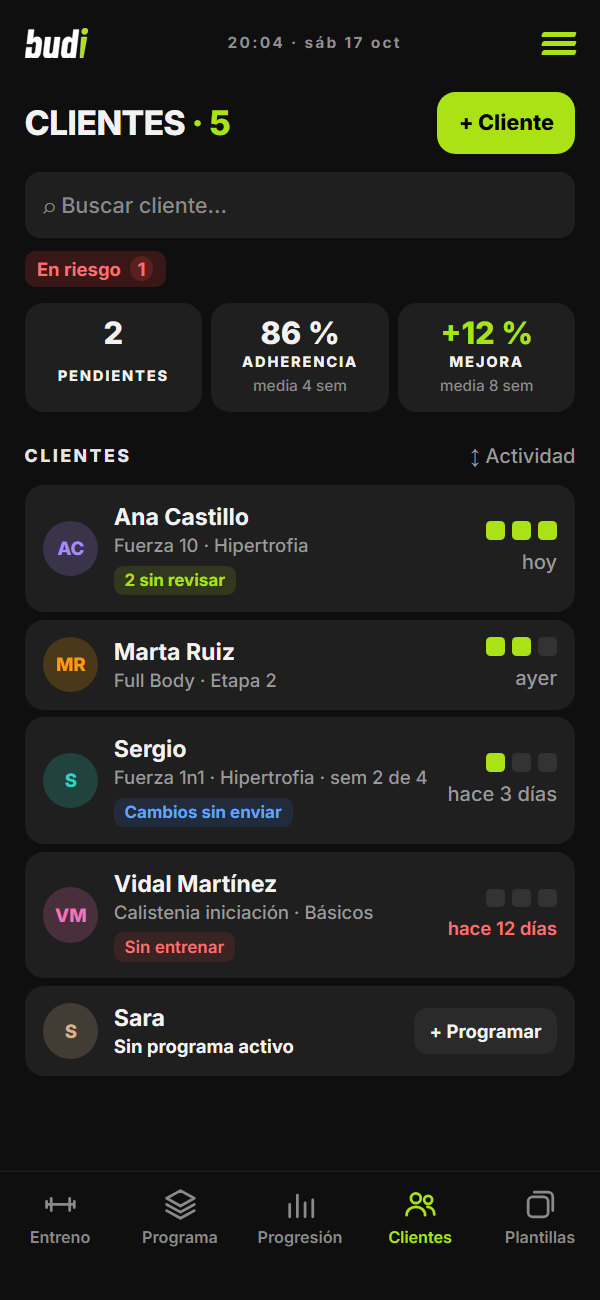 budi
20:04 · sáb 17 oct
CLIENTES · 5
+ Cliente
⌕ Buscar cliente...
En riesgo 1
2
PENDIENTES
86 %
ADHERENCIA
media 4 sem
+12 %
MEJORA
media 8 sem
CLIENTES
↕ Actividad
AC
Ana Castillo
Fuerza 10 · Hipertrofia
2 sin revisar
hoy
MR
Marta Ruiz
Full Body · Etapa 2
ayer
S
Sergio
Fuerza 1n1 · Hipertrofia · sem 2 de 4
Cambios sin enviar
hace 3 días
VM
Vidal Martínez
Calistenia iniciación · Básicos
Sin entrenar
hace 12 días
S
Sara
Sin programa activo
+ Programar
Entreno
Programa
Progresión
Clientes
Plantillas